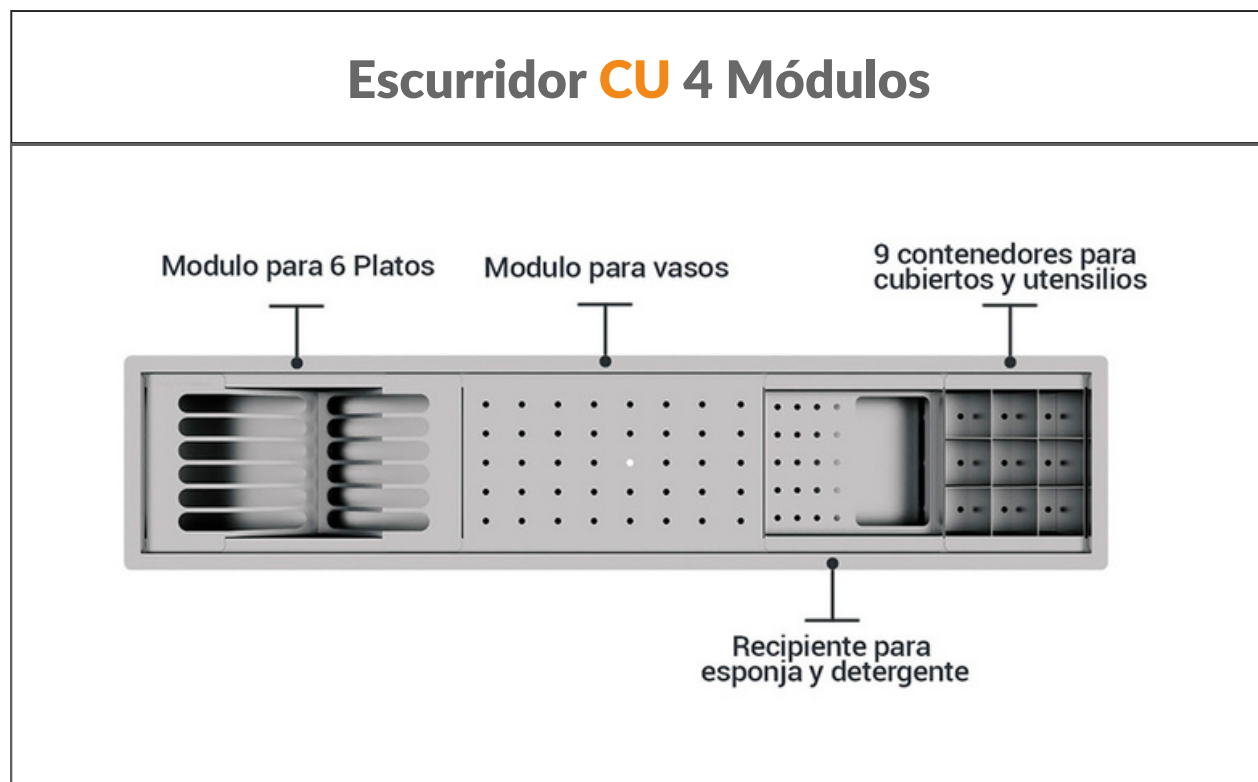 Escurridor CU 4 Módulos
Modulo para 6 Platos
Modulo para vasos
9 contenedores para
cubiertos y utensilios
Recipiente para
esponja y detergente